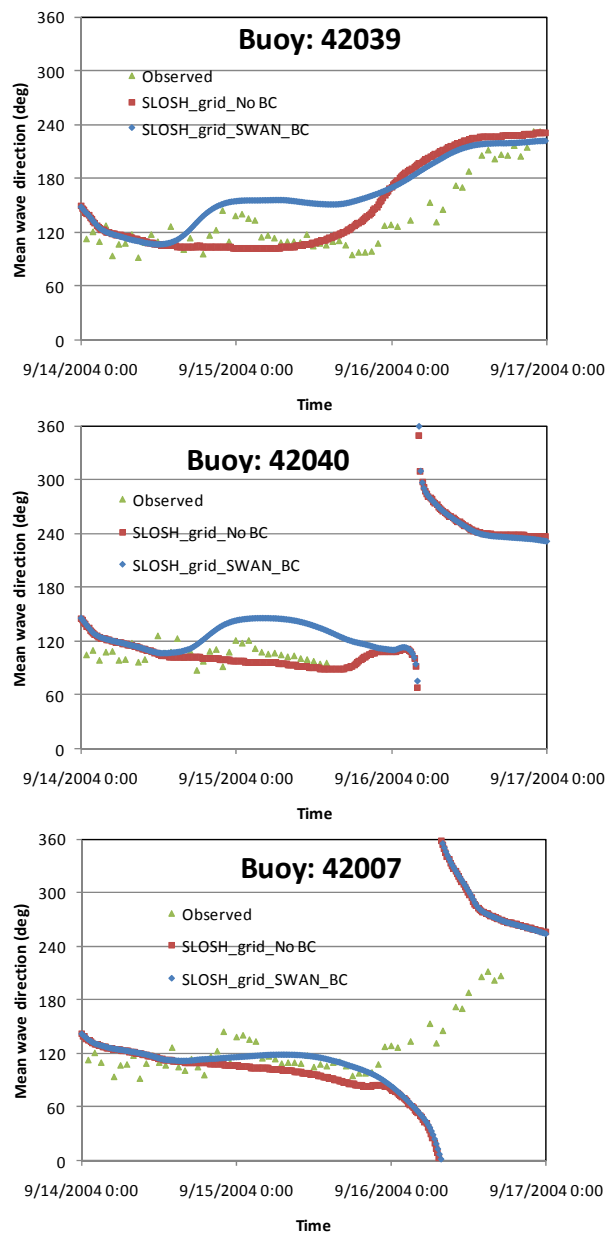 Buoy: 42039
Mean wave direction (deg)
360
300
240
180
120
60
0
Observed
SLOSH_grid_No BC
SLOSH_grid_SWAN_BC
9/14/2004 0:00 9/15/2004 0:00 9/16/2004 0:00 9/17/2004 0:00
Time
Buoy: 42040
Mean wave direction (deg)
360
300
240
180
120
60
0
Observed
SLOSH_grid_No BC
SLOSH_grid_SWAN_BC
9/14/2004 0:00 9/15/2004 0:00 9/16/2004 0:00 9/17/2004 0:00
Time
Buoy: 42007
Mean wave direction (deg)
360
300
240
180
120
60
0
Observed
SLOSH_grid_No BC
SLOSH_grid_SWAN_BC
9/14/2004 0:00 9/15/2004 0:00 9/16/2004 0:00 9/17/2004 0:00
Time